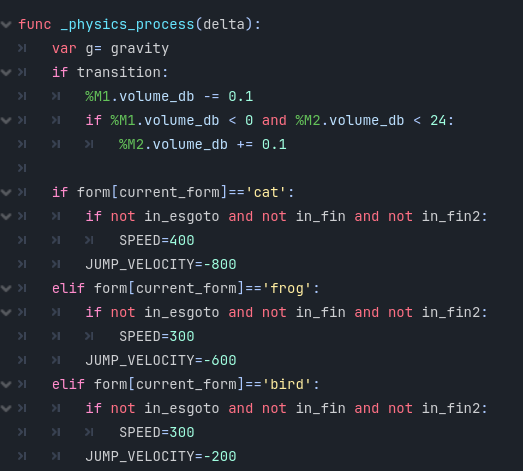 func _physics_process(delta):
	var g= gravity
	if transition:
		%M1.volume_db -= 0.1
		if %M1.volume_db < 0 and %M2.volume_db < 24:
			%M2.volume_db += 0.1

	if form[current_form]=='cat':
		if not in_esgoto and not in_fin and not in_fin2:
			SPEED=400
		JUMP_VELOCITY=-800
	elif form[current_form]=='frog':
		if not in_esgoto and not in_fin and not in_fin2:
			SPEED=300
		JUMP_VELOCITY=-600
	elif form[current_form]=='bird':
		if not in_esgoto and not in_fin and not in_fin2:
			SPEED=300
		JUMP_VELOCITY=-200